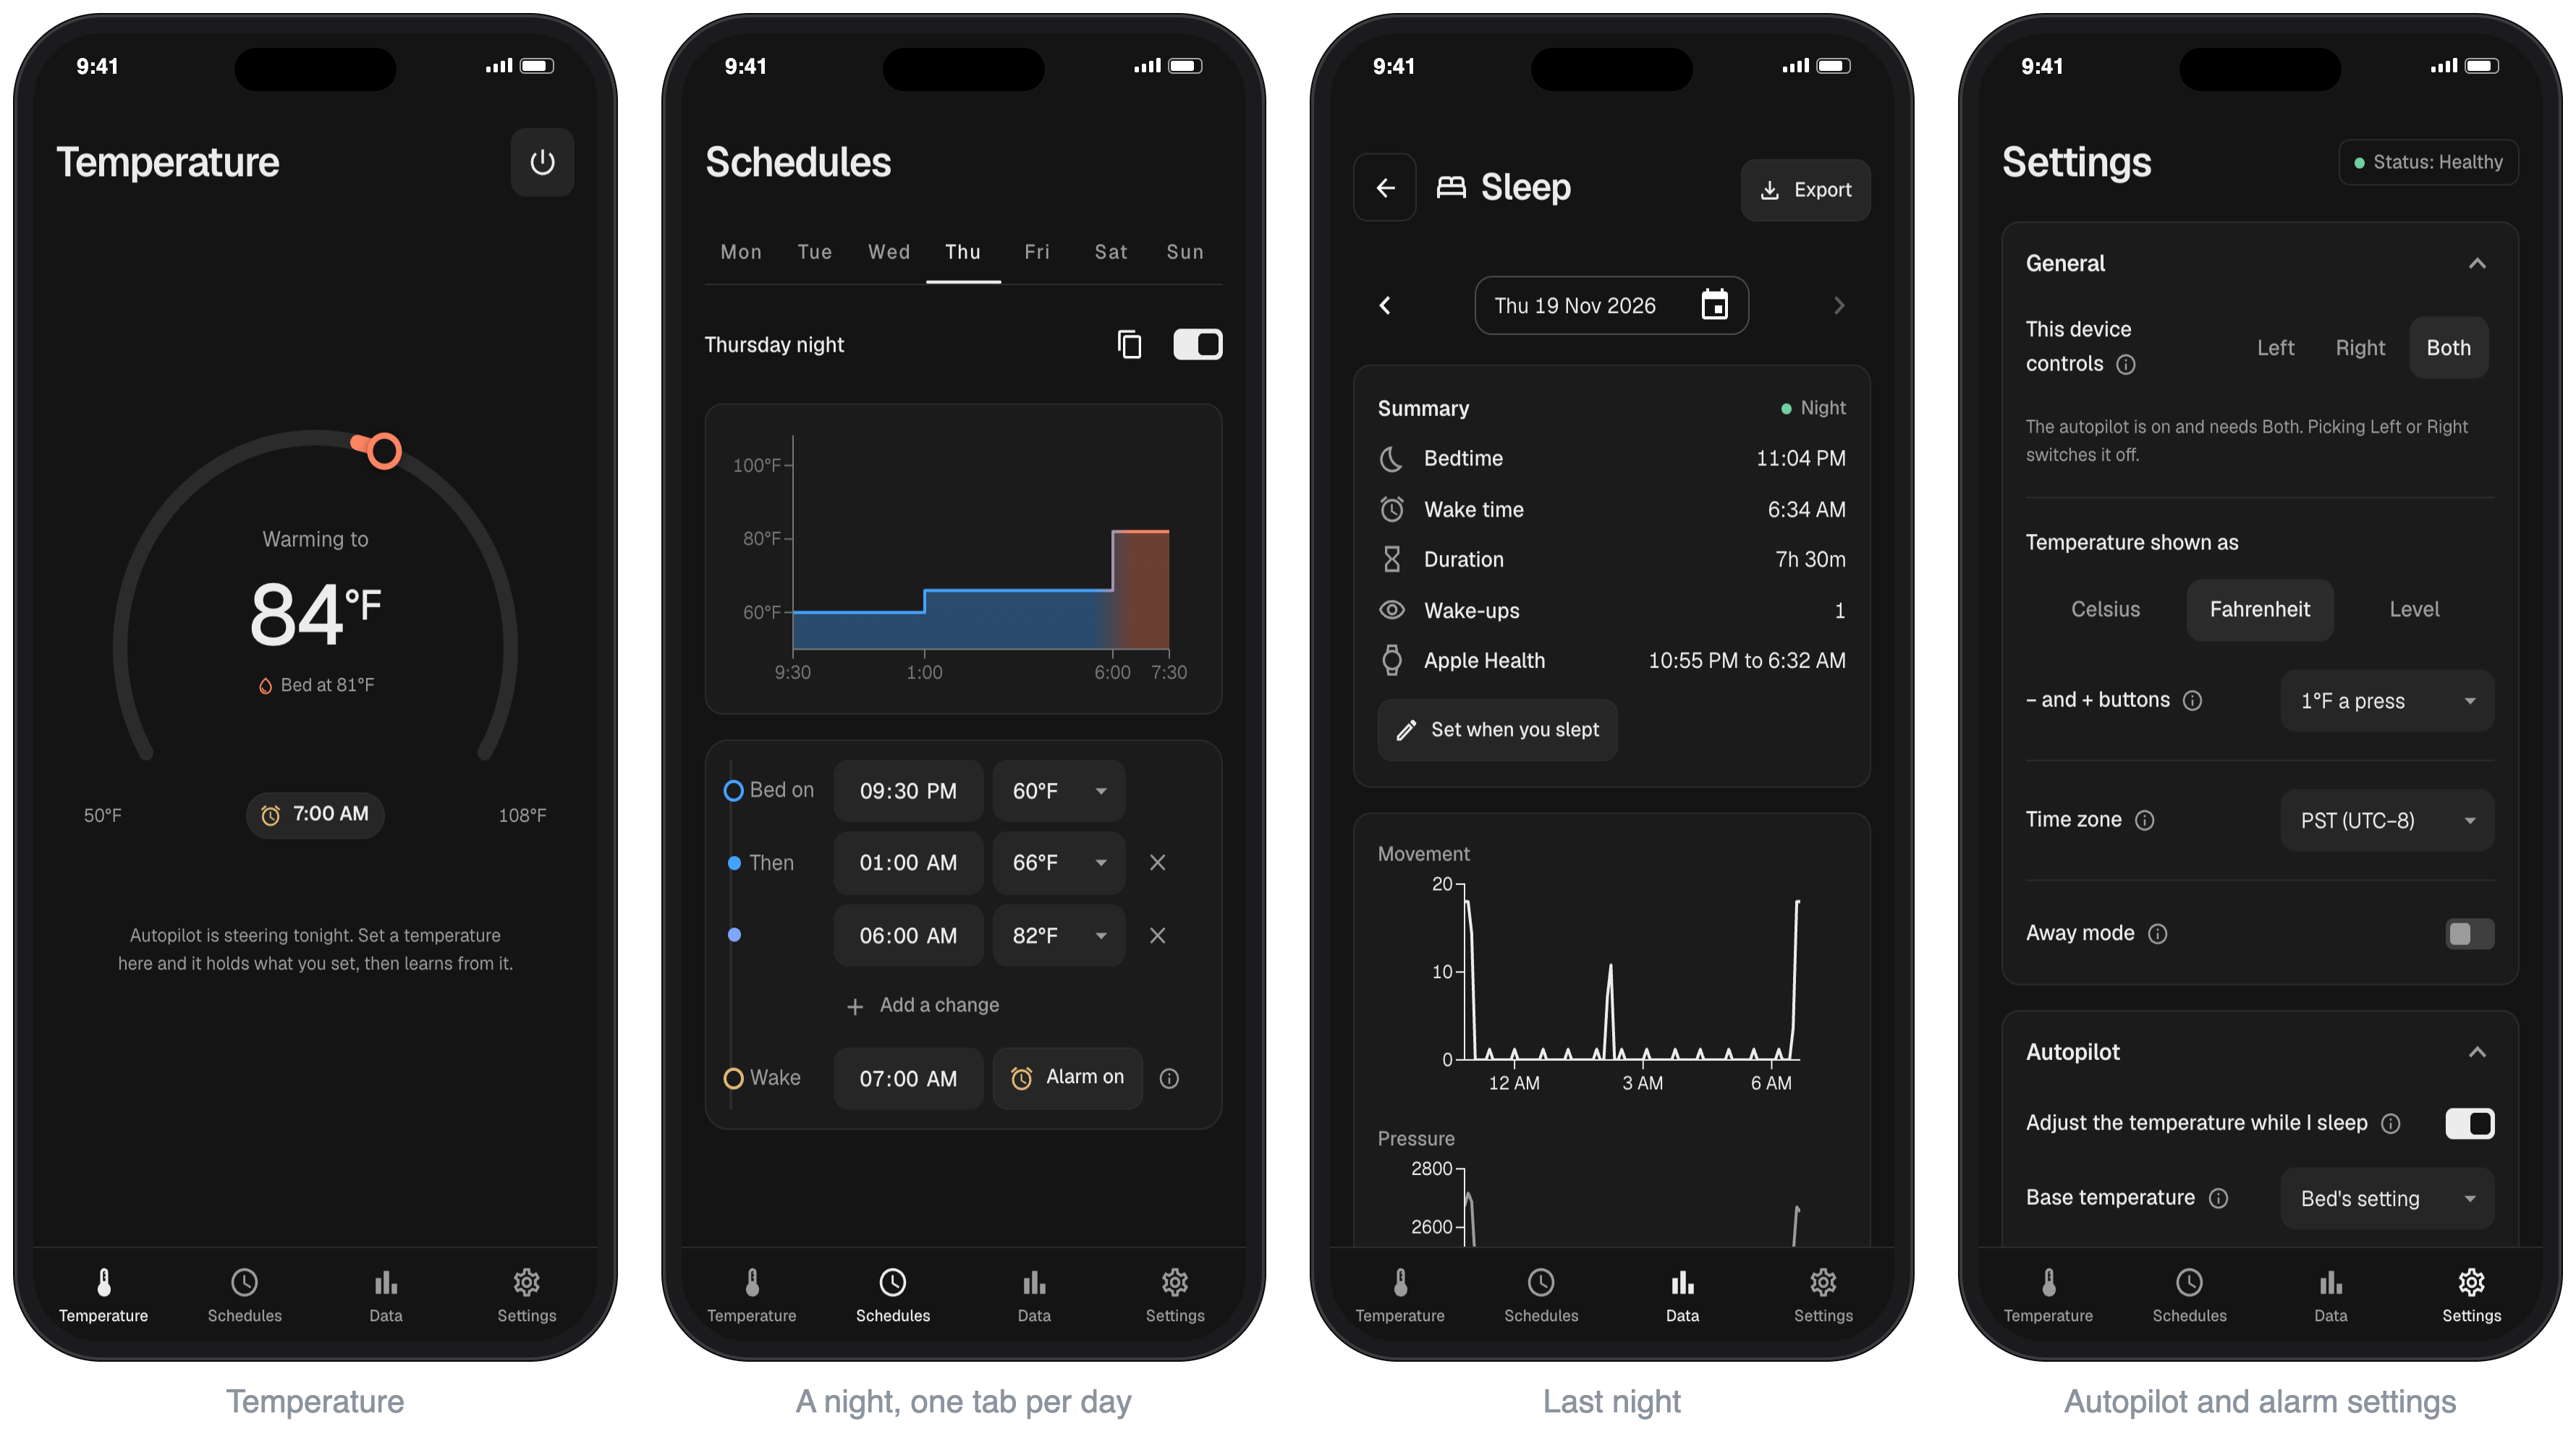 9:41
Temperature
Warming to
84°F
Bed at 81°F
50°F
7:00 AM
108°F
Autopilot is steering tonight. Set a temperature
here and it holds what you set, then learns from it.
Temperature Schedules Data Settings
Temperature
9:41
Schedules
Mon Tue Wed Thu Fri Sat Sun
Thursday night
100°F
80°F
60°F
9:30 1:00 6:00 7:30
Bed on 09:30 PM 60°F
Then 01:00 AM 66°F
06:00 AM 82°F
+ Add a change
Wake 07:00 AM Alarm on
Temperature Schedules Data Settings
A night, one tab per day
9:41
Sleep
Export
Thu 19 Nov 2026
Summary Night
Bedtime 11:04 PM
Wake time 6:34 AM
Duration 7h 30m
Wake-ups 1
Apple Health 10:55 PM to 6:32 AM
Set when you slept
Movement
20
10
0
12 AM 3 AM 6 AM
Pressure
2800
2600
Temperature Schedules Data Settings
Last night
9:41
Settings
Status: Healthy
General
This device
controls
Left Right Both
The autopilot is on and needs Both. Picking Left or Right
switches it off.
Temperature shown as
Celsius Fahrenheit Level
− and + buttons 1°F a press
Time zone PST (UTC−8)
Away mode
Autopilot
Adjust the temperature while I sleep
Base temperature Bed's setting
Temperature Schedules Data Settings
Autopilot and alarm settings